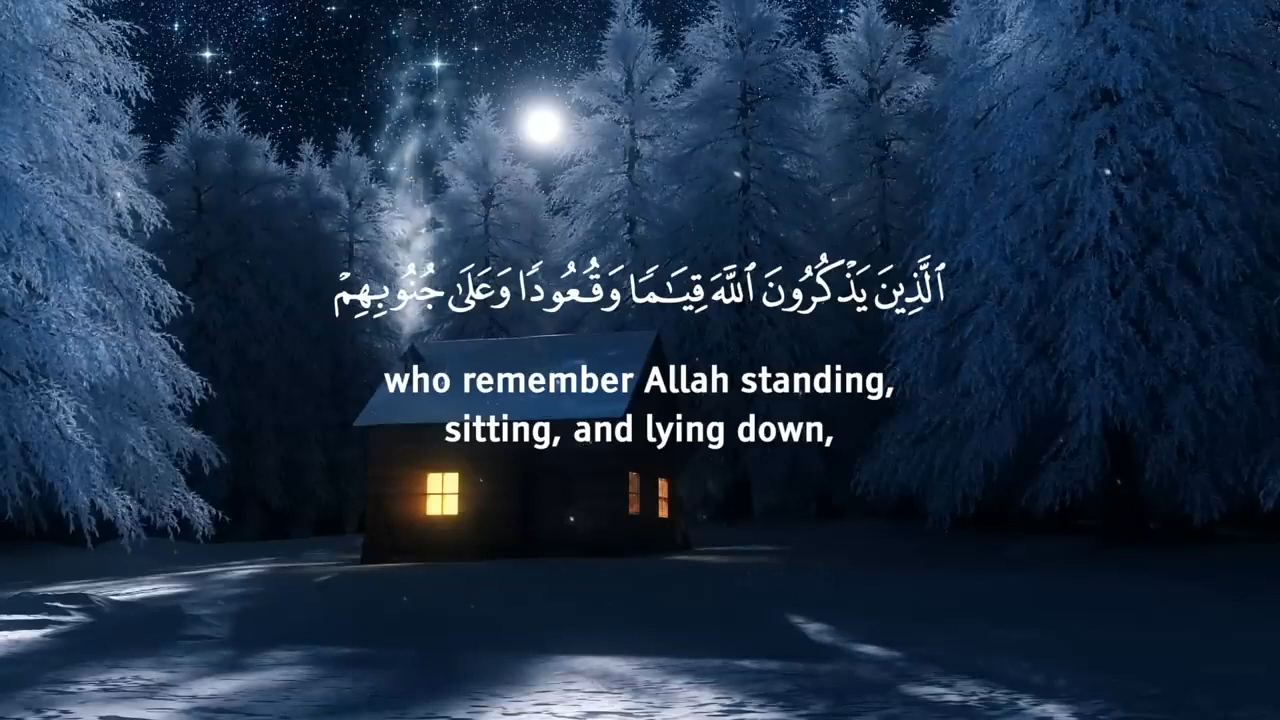 ٱلَّذِينَ يَذْكُرُونَ ٱللَّهَ قِيَـٰمًا وَقُعُودًا وَعَلَىٰ جُنُوبِهِمْ
who remember Allah standing,
sitting, and lying down,